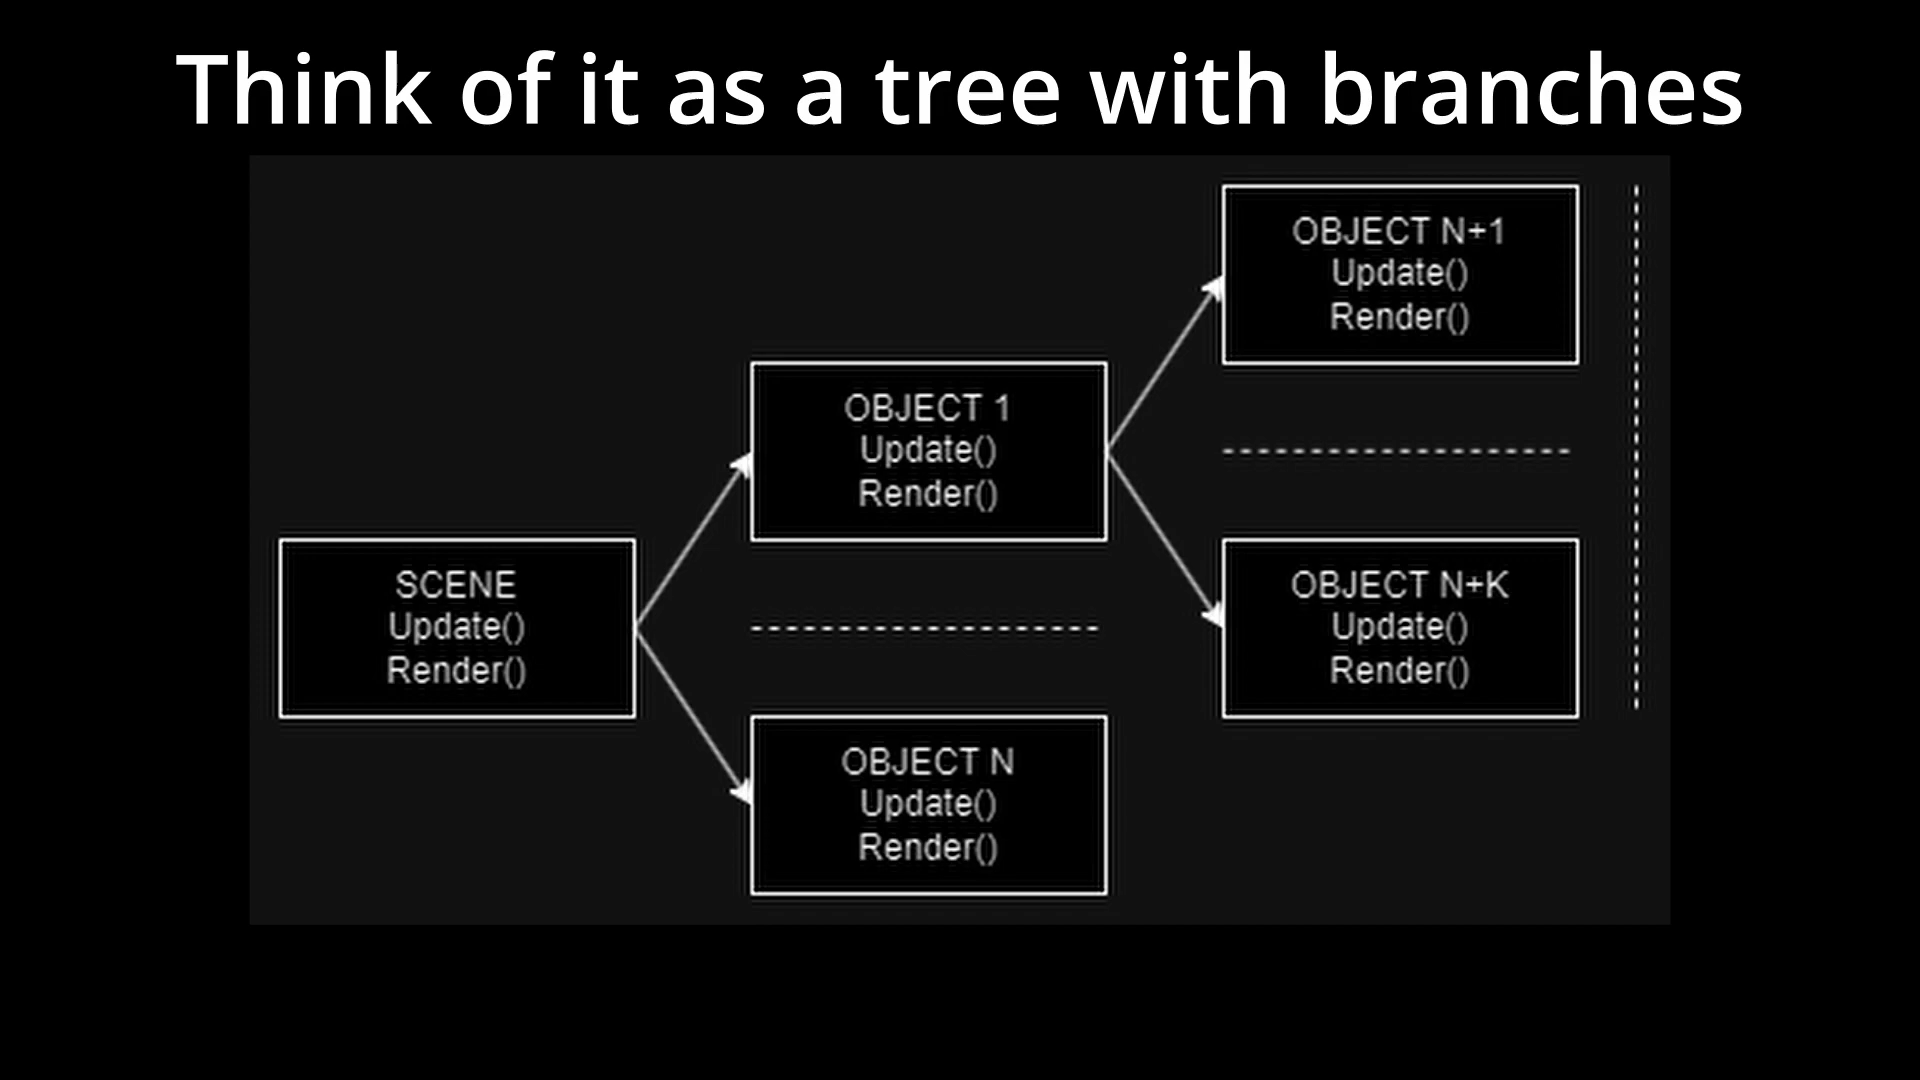 Think of it as a tree with branches
SCENE
Update()
Render()
OBJECT 1
Update()
Render()
OBJECT N
Update()
Render()
OBJECT N+1
Update()
Render()
OBJECT N+K
Update()
Render()